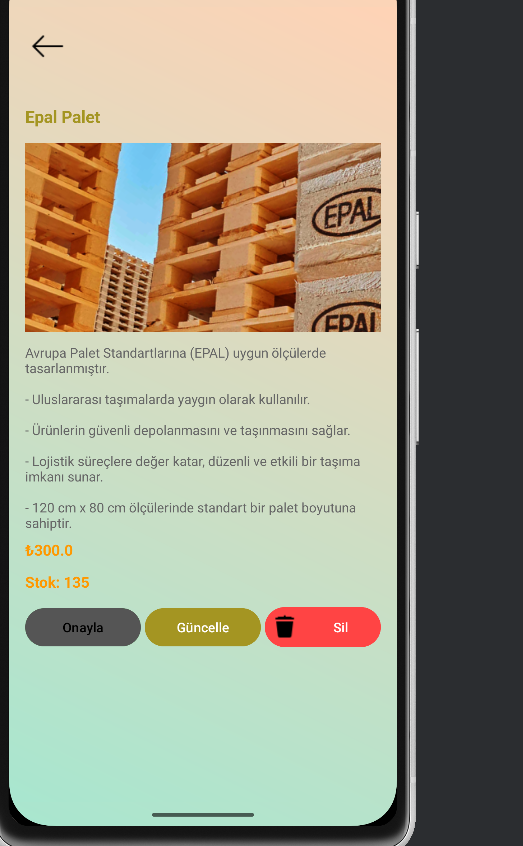 Epal Palet
EPAL
EPAL
Avrupa Palet Standartlarına (EPAL) uygun ölçülerde
tasarlanmıştır.
- Uluslararası taşımalarda yaygın olarak kullanılır.
- Ürünlerin güvenli depolanmasını ve taşınmasını sağlar.
- Lojistik süreçlere değer katar, düzenli ve etkili bir taşıma
imkanı sunar.
- 120 cm x 80 cm ölçülerinde standart bir palet boyutuna
sahiptir.
₺300.0
Stok: 135
Onayla Güncelle Sil